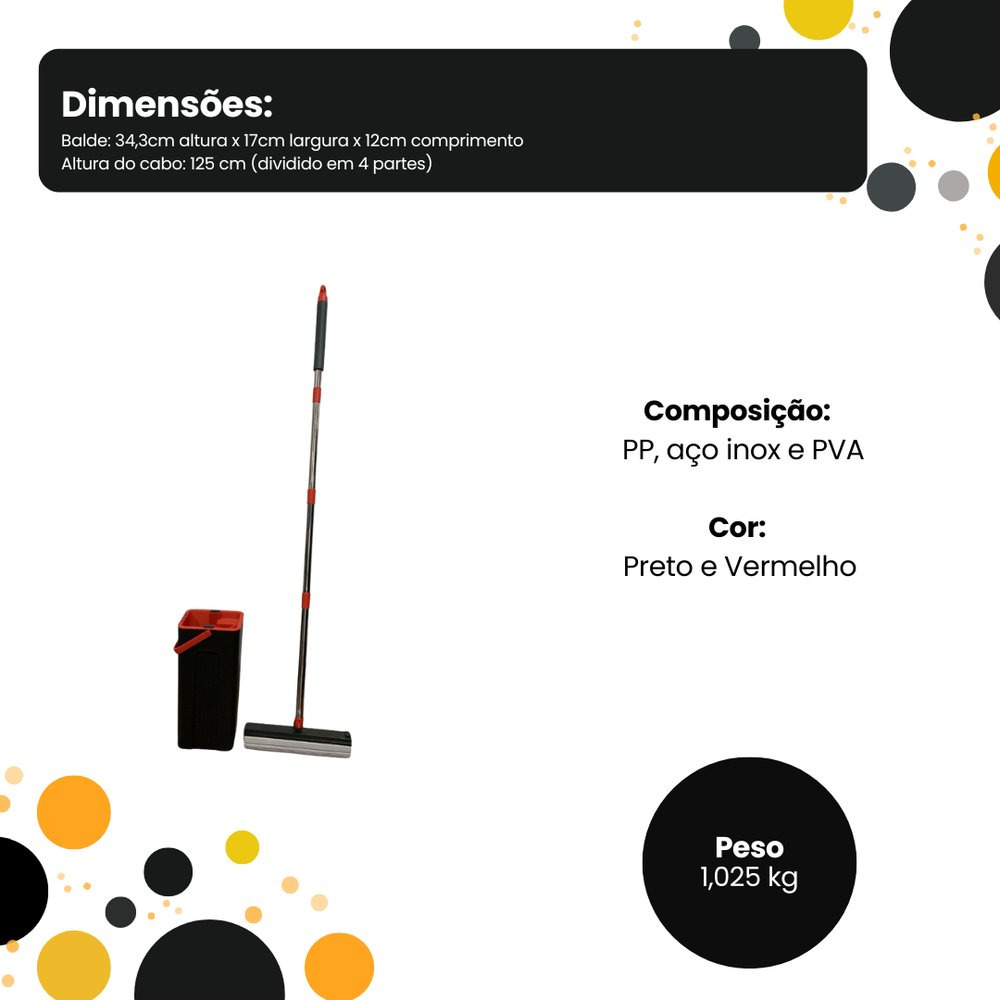 Dimensões:
Balde: 34,3cm altura x 17cm largura x 12cm comprimento
Altura do cabo: 125 cm (dividido em 4 partes)
Composição:
PP, aço inox e PVA
Cor:
Preto e Vermelho
Peso
1,025 kg